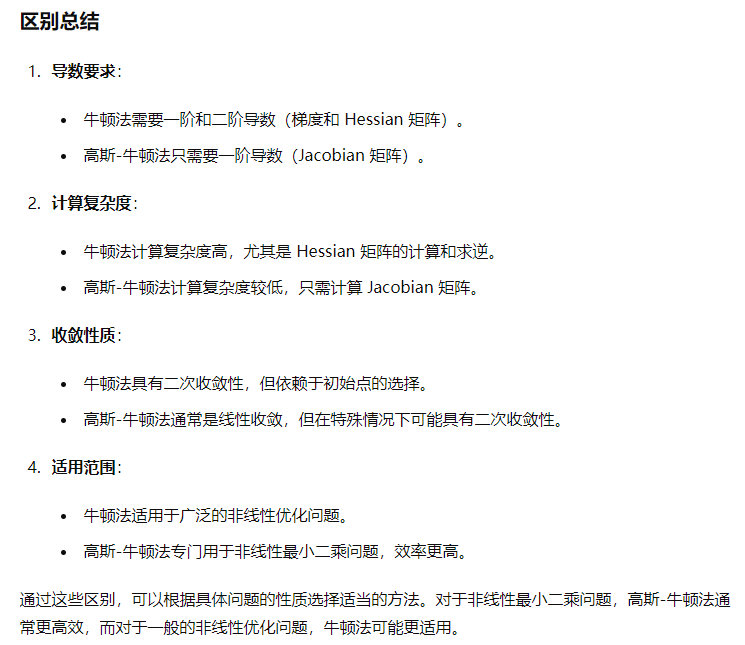 区别总结
1. 导数要求：
• 牛顿法需要一阶和二阶导数（梯度和 Hessian 矩阵）。
• 高斯-牛顿法只需要一阶导数（Jacobian 矩阵）。
2. 计算复杂度：
• 牛顿法计算复杂度高，尤其是 Hessian 矩阵的计算和求逆。
• 高斯-牛顿法计算复杂度较低，只需计算 Jacobian 矩阵。
3. 收敛性质：
• 牛顿法具有二次收敛性，但依赖于初始点的选择。
• 高斯-牛顿法通常是线性收敛，但在特殊情况下可能具有二次收敛性。
4. 适用范围：
• 牛顿法适用于广泛的非线性优化问题。
• 高斯-牛顿法专门用于非线性最小二乘问题，效率更高。
通过这些区别，可以根据具体问题的性质选择适当的方法。对于非线性最小二乘问题，高斯-牛顿法通
常更高效，而对于一般的非线性优化问题，牛顿法可能更适用。